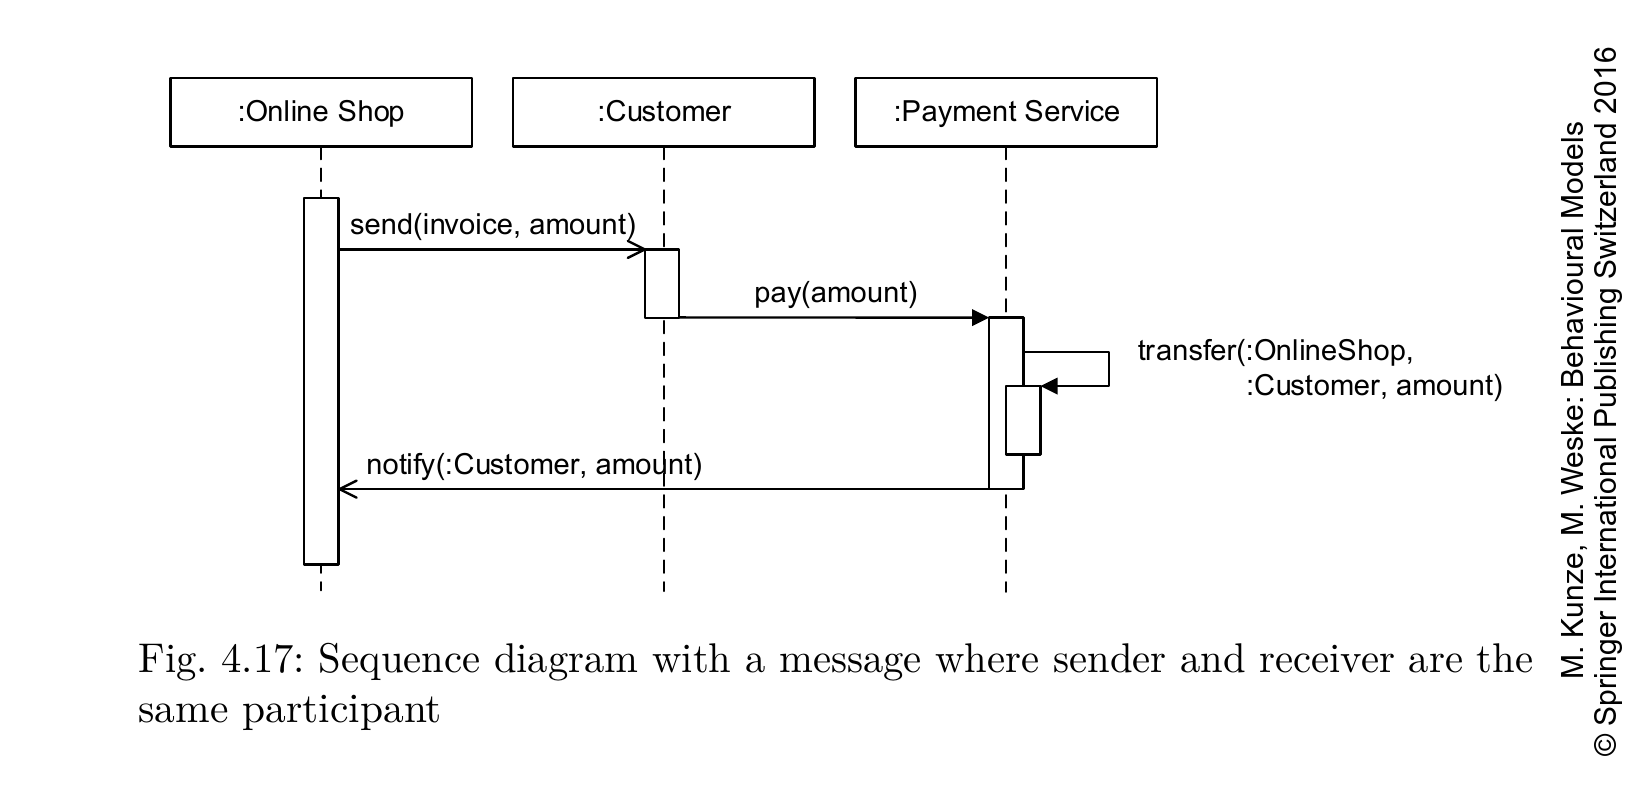 :Online Shop
:Customer
:Payment Service
send(invoice, amount)
pay(amount)
transfer(:OnlineShop,
:Customer, amount)
notify(:Customer, amount)
Fig. 4.17: Sequence diagram with a message where sender and receiver are the
same participant
M. Kunze, M. Weske: Behavioural Models
© Springer International Publishing Switzerland 2016